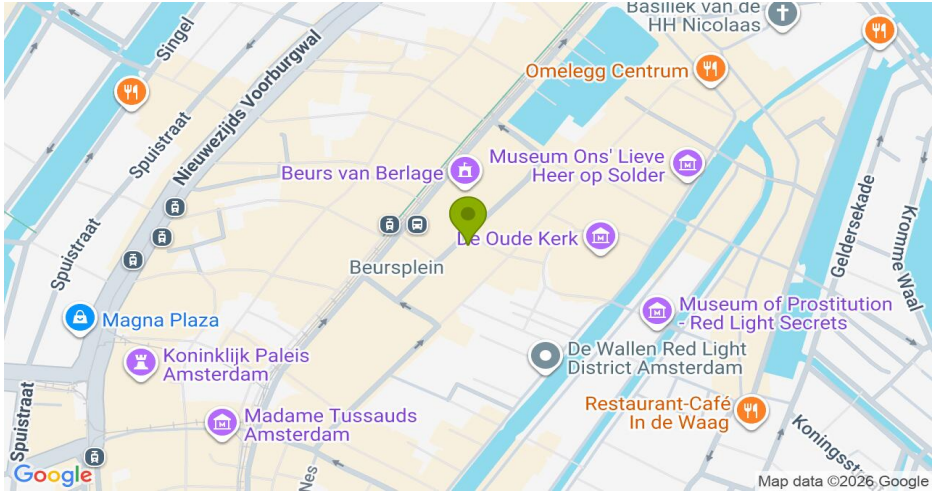 Basiliek van de
HH Nicolaas
Singel
Omelegg Centrum
Nieuwezijds Voorburgwal
Spuistraat
Beurs van Berlage
Museum Ons' Lieve
Heer op Solder
Geldersekade
Kromme Waal
De Oude Kerk
Spuistraat
Beursplein
Magna Plaza
Museum of Prostitution
- Red Light Secrets
Koninklijk Paleis
Amsterdam
De Wallen Red Light
District Amsterdam
Spuistraat
Madame Tussauds
Amsterdam
Restaurant-Café
In de Waag
Koningsstr
Nes
Google
Map data ©2026 Google